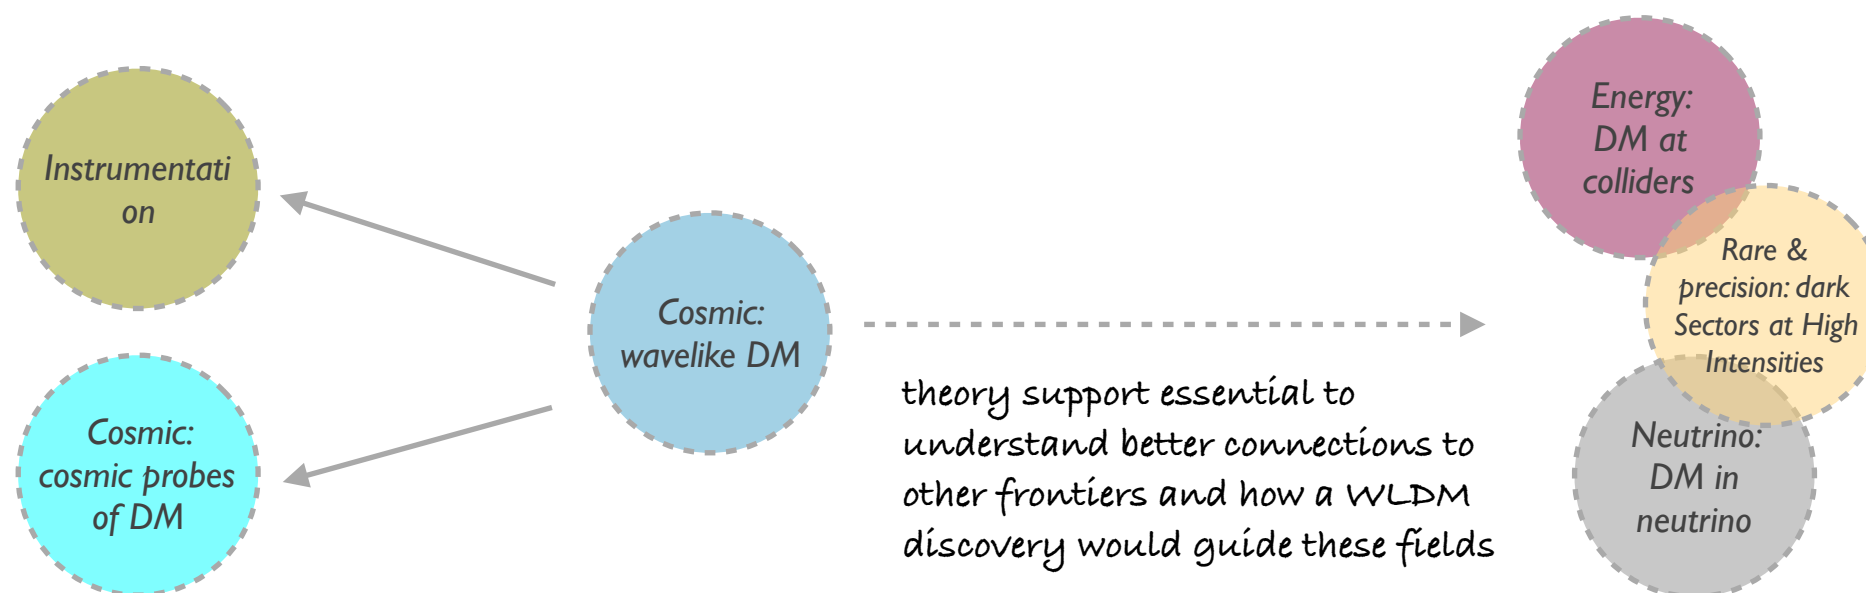 Instrumentati
on
Cosmic:
cosmic probes
of DM
Cosmic:
wavelike DM
theory support essential to
understand better connections to
other frontiers and how a WLDM
discovery would guide these fields
Energy:
DM at
colliders
Rare &
precision: dark
Sectors at High
Intensities
Neutrino:
DM in
neutrino